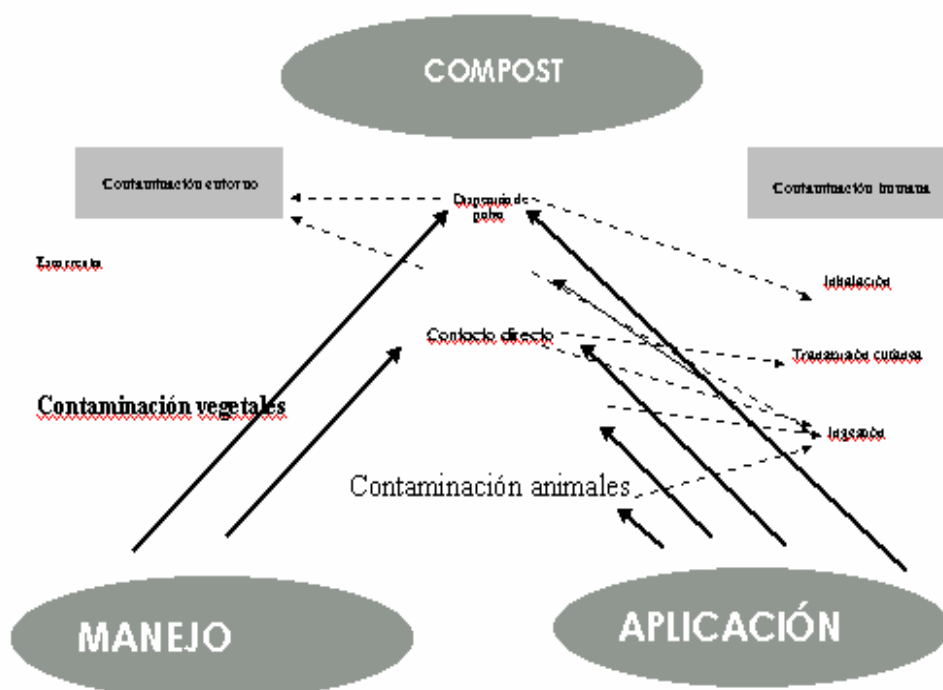 COMPOST
Contaminación entorno
Contaminación humana
Dispersión de
polvo
Inhalación
Contacto directo
Transmisión cutánea
Contaminación vegetales
Ingestión
Contaminación animales
MANEJO
APLICACIÓN